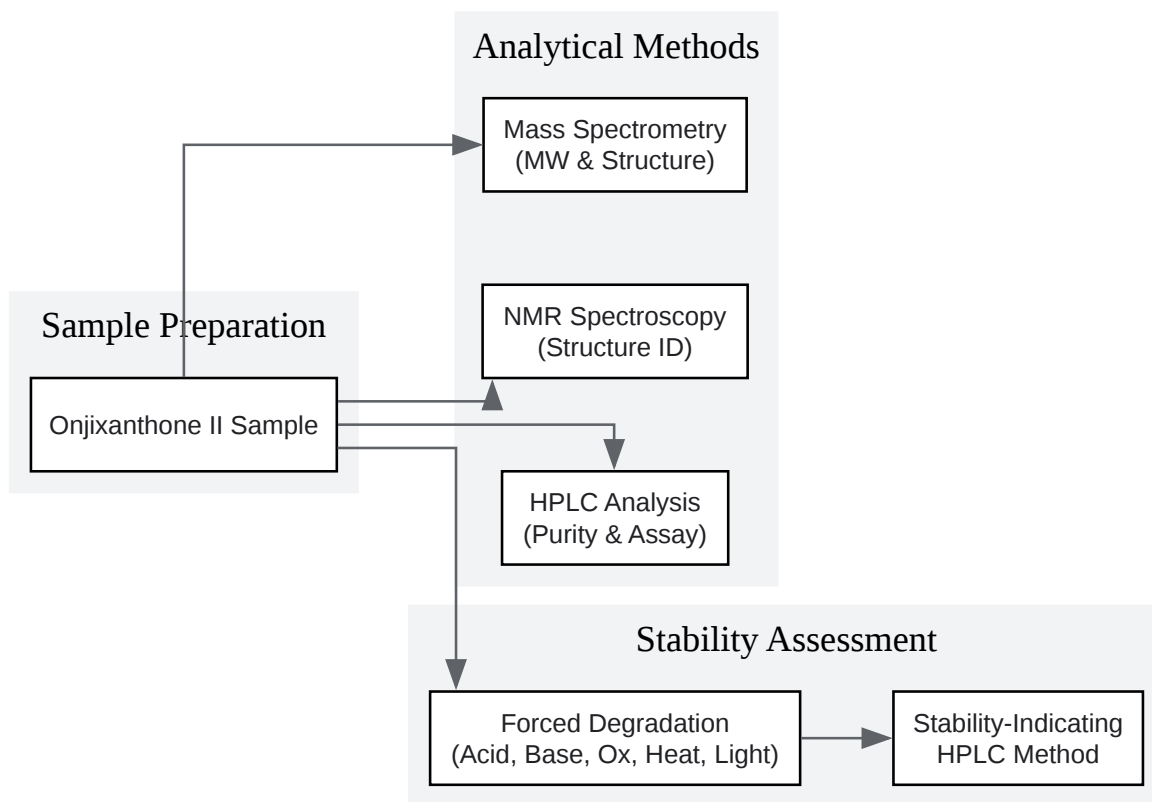 Analytical Methods
Mass Spectrometry
(MW & Structure)
NMR Spectroscopy
(Structure ID)
Sample Preparation
Onjixanthone II Sample
HPLC Analysis
(Purity & Assay)
Stability Assessment
Forced Degradation
(Acid, Base, Ox, Heat, Light)
Stability-Indicating
HPLC Method